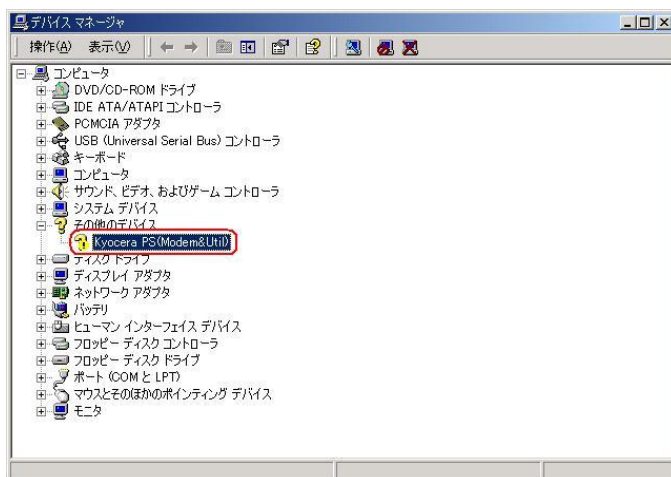 デバイス マネージャ
操作(A) 表示(V)
コンピュータ
DVD/CD-ROM ドライブ
IDE ATA/ATAPI コントローラ
PCMCIA アダプタ
USB (Universal Serial Bus) コントローラ
キーボード
コンピュータ
サウンド、ビデオ、およびゲーム コントローラ
システム デバイス
その他のデバイス
Kyocera PS(Modem&Util)
ディスク ドライブ
ディスプレイ アダプタ
ネットワーク アダプタ
バッテリ
ヒューマン インターフェイス デバイス
フロッピー ディスク コントローラ
フロッピー ディスク ドライブ
ポート (COM と LPT)
マウスとそのほかのポインティング デバイス
モニタ